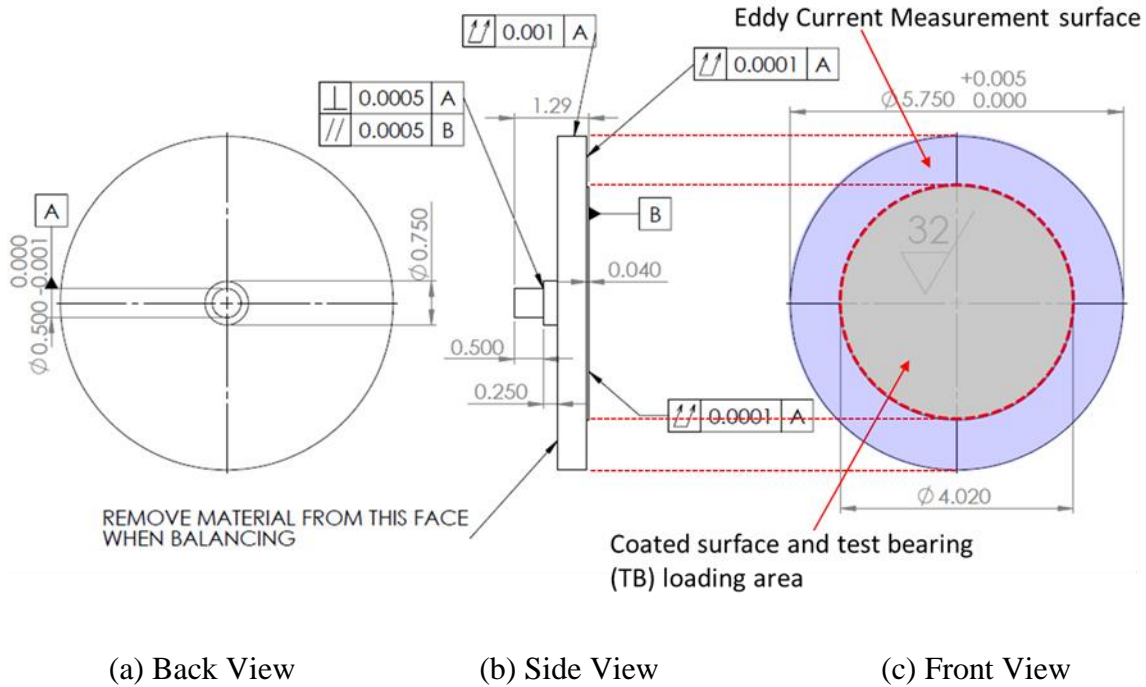 Eddy Current Measurement surface
⌰ 0.001 A
⌰ 0.0001 A
⟂ 0.0005 A
// 0.0005 B
1.29
+0.005
∅5.750 0.000
A
0.000
∅0.500 -0.001
∅0.750
B
32
0.040
0.500
0.250
⌰ 0.0001 A
∅4.020
REMOVE MATERIAL FROM THIS FACE
WHEN BALANCING
Coated surface and test bearing
(TB) loading area
(a) Back View (b) Side View (c) Front View